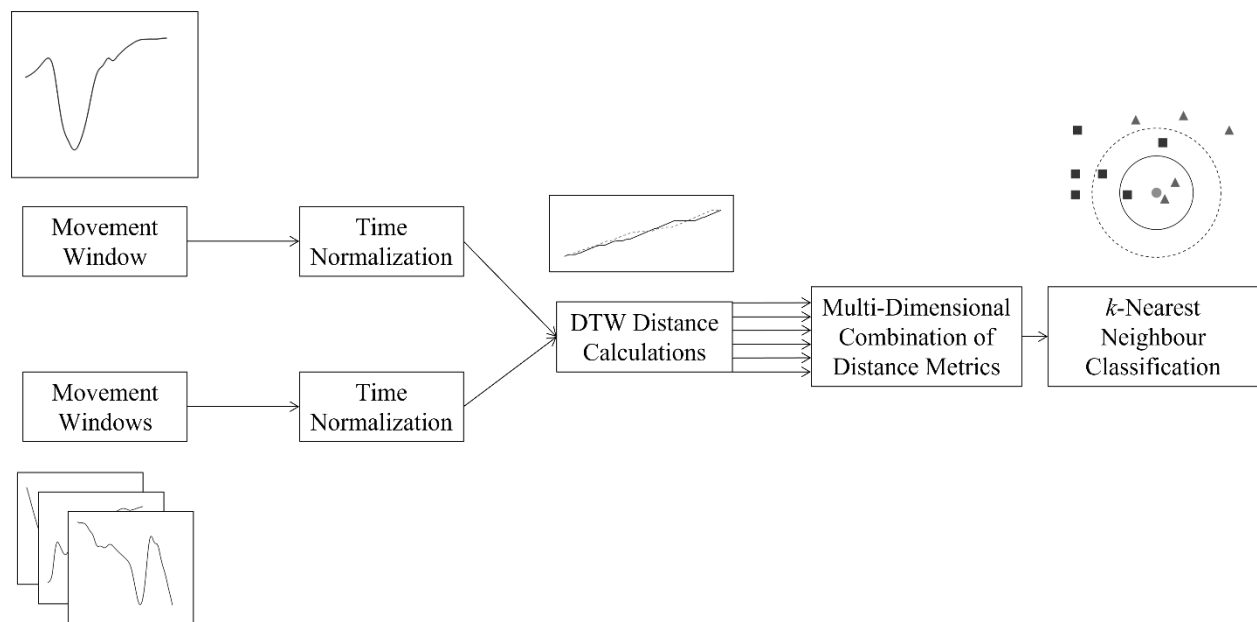 Movement
Window
Time
Normalization
DTW Distance
Calculations
Multi-Dimensional
Combination of
Distance Metrics
k-Nearest
Neighbour
Classification
Movement
Windows
Time
Normalization